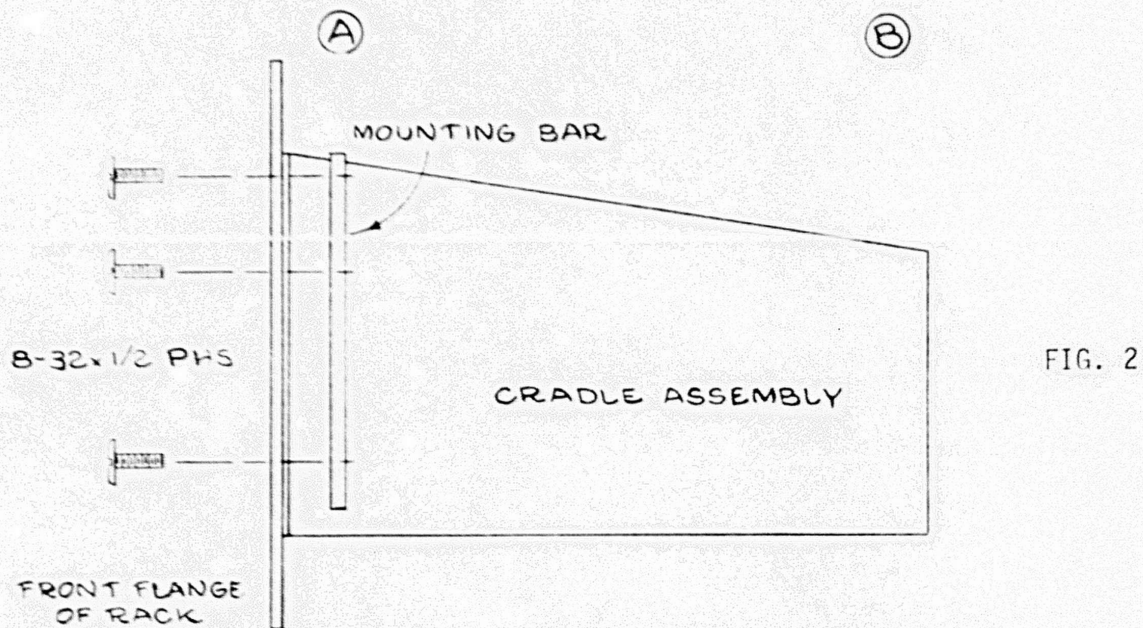 A
B
MOUNTING BAR
8-32x1/2 PHS
CRADLE ASSEMBLY
FIG. 2
FRONT FLANGE
OF RACK